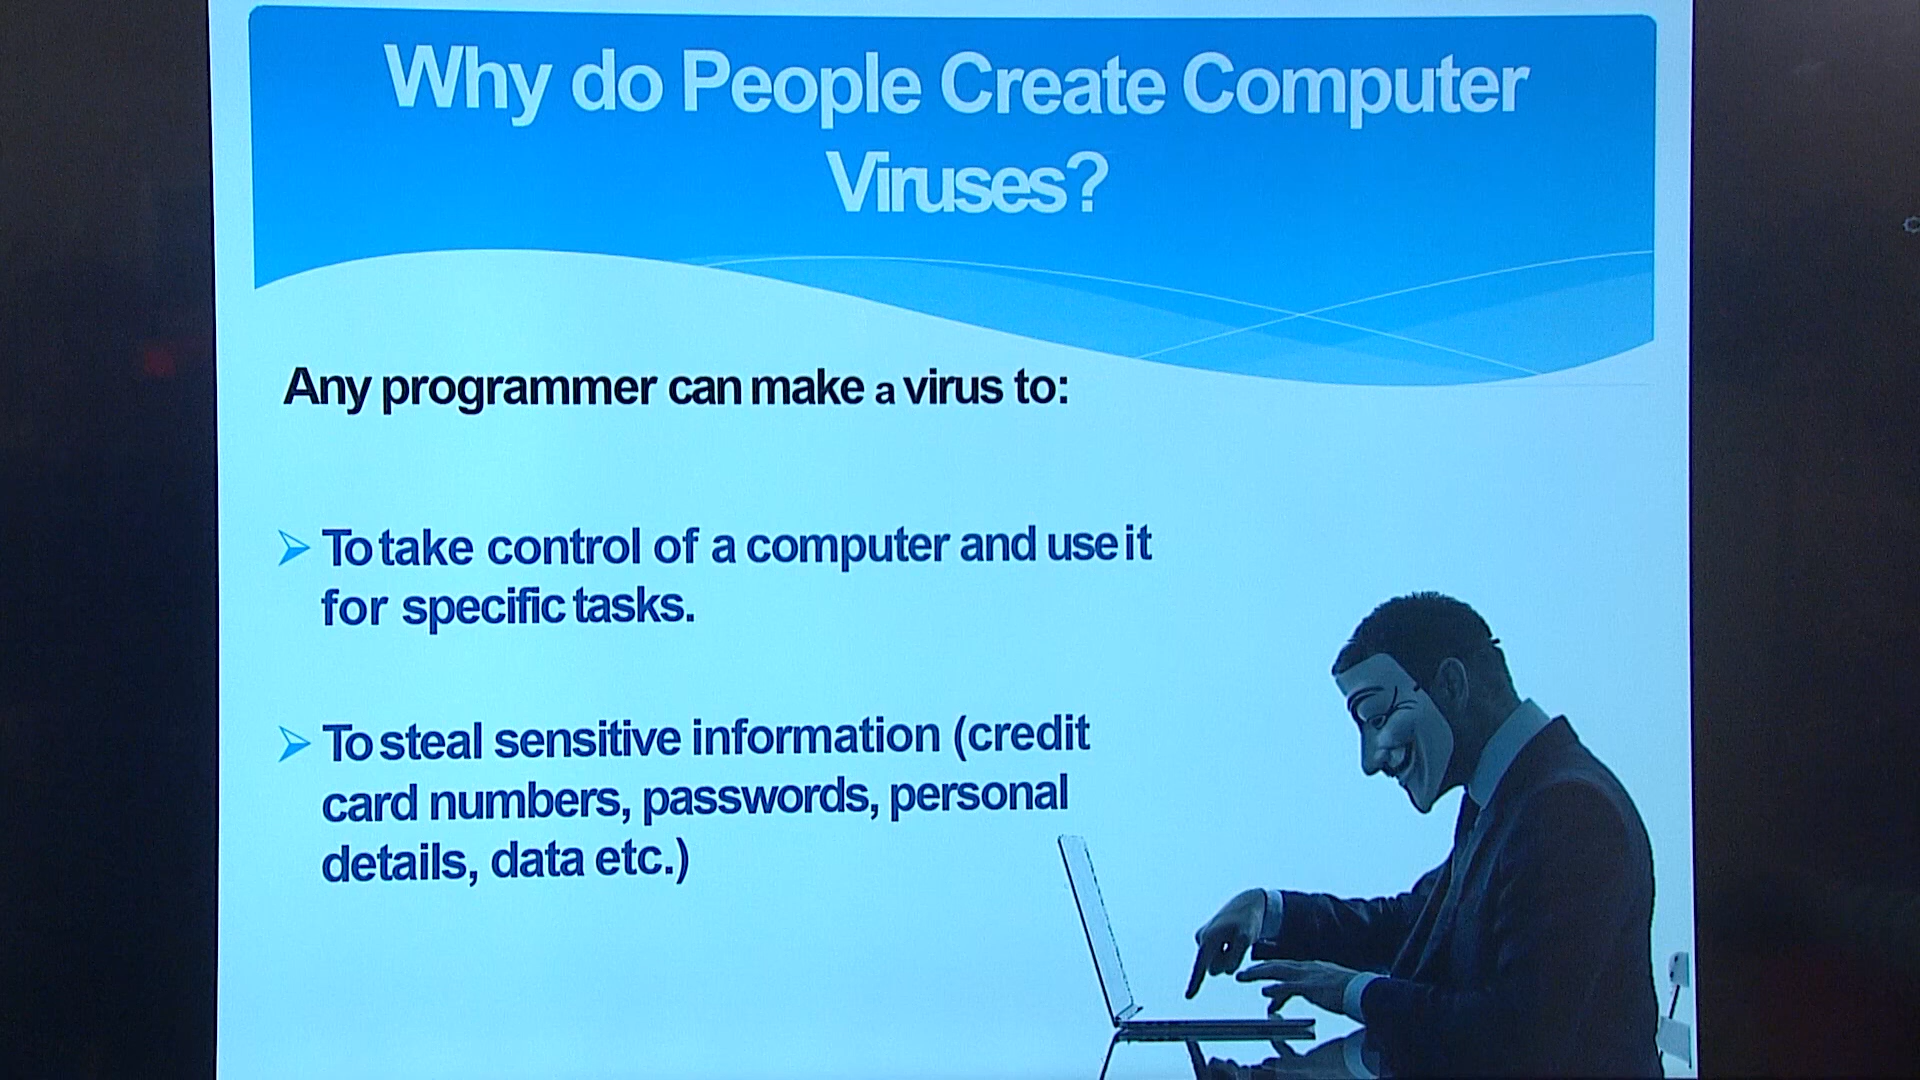 Why do People Create Computer
Viruses?
Any programmer can make a virus to:
To take control of a computer and use it
for specific tasks.
To steal sensitive information (credit
card numbers, passwords, personal
details, data etc.)